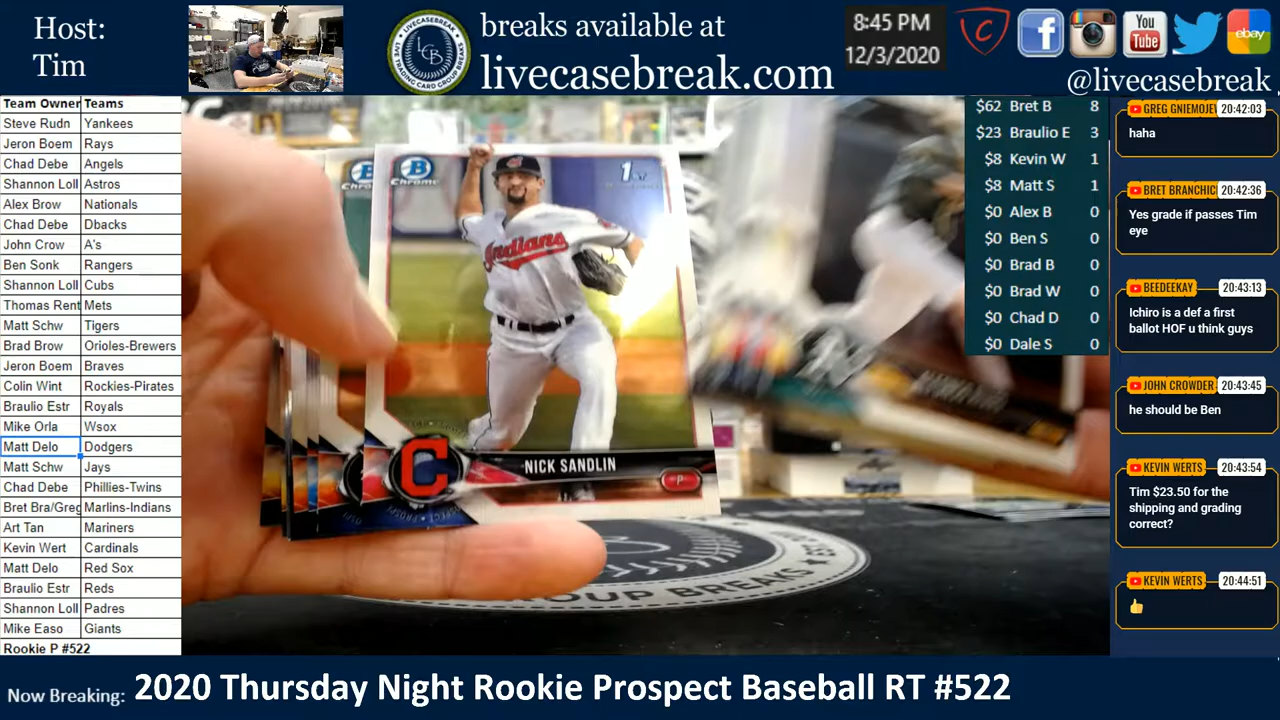 Host:
Tim
LCB
LIVECASEBREAK
breaks available at
livecasebreak.com
8:45 PM
12/3/2020
You
Tube
ebay
@livecasebreak
Team Owner Teams
Steve Rudn Yankees
Jeron Boem Rays
Chad Debe Angels
Shannon Loll Astros
Alex Brow Nationals
Chad Debe Dbacks
John Crow A's
Ben Sonk Rangers
Shannon Loll Cubs
Thomas Rent Mets
Matt Schw Tigers
Brad Brow Orioles-Brewers
Jeron Boem Braves
Colin Wint Rockies-Pirates
Braulio Estr Royals
Mike Orla Wsox
Matt Delo Dodgers
Matt Schw Jays
Chad Debe Phillies-Twins
Bret Bra/Greg Marlins-Indians
Art Tan Mariners
Kevin Wert Cardinals
Matt Delo Red Sox
Braulio Estr Reds
Shannon Loll Padres
Mike Easo Giants
Rookie P #522
B
Chrome
1ST
Indians
C
NICK SANDLIN
P
GROUP BREAKS
$62 Bret B 8
$23 Braulio E 3
$8 Kevin W 1
$8 Matt S 1
$0 Alex B 0
$0 Ben S 0
$0 Brad B 0
$0 Brad W 0
$0 Chad D 0
$0 Dale S 0
GREG GNIEMOJEW 20:42:03
haha
BRET BRANCHIC 20:42:36
Yes grade if passes Tim
eye
BEEDEEKAY 20:43:13
Ichiro is a def a first
ballot HOF u think guys
JOHN CROWDER 20:43:45
he should be Ben
KEVIN WERTS 20:43:54
Tim $23.50 for the
shipping and grading
correct?
KEVIN WERTS 20:44:51
👍
Now Breaking: 2020 Thursday Night Rookie Prospect Baseball RT #522